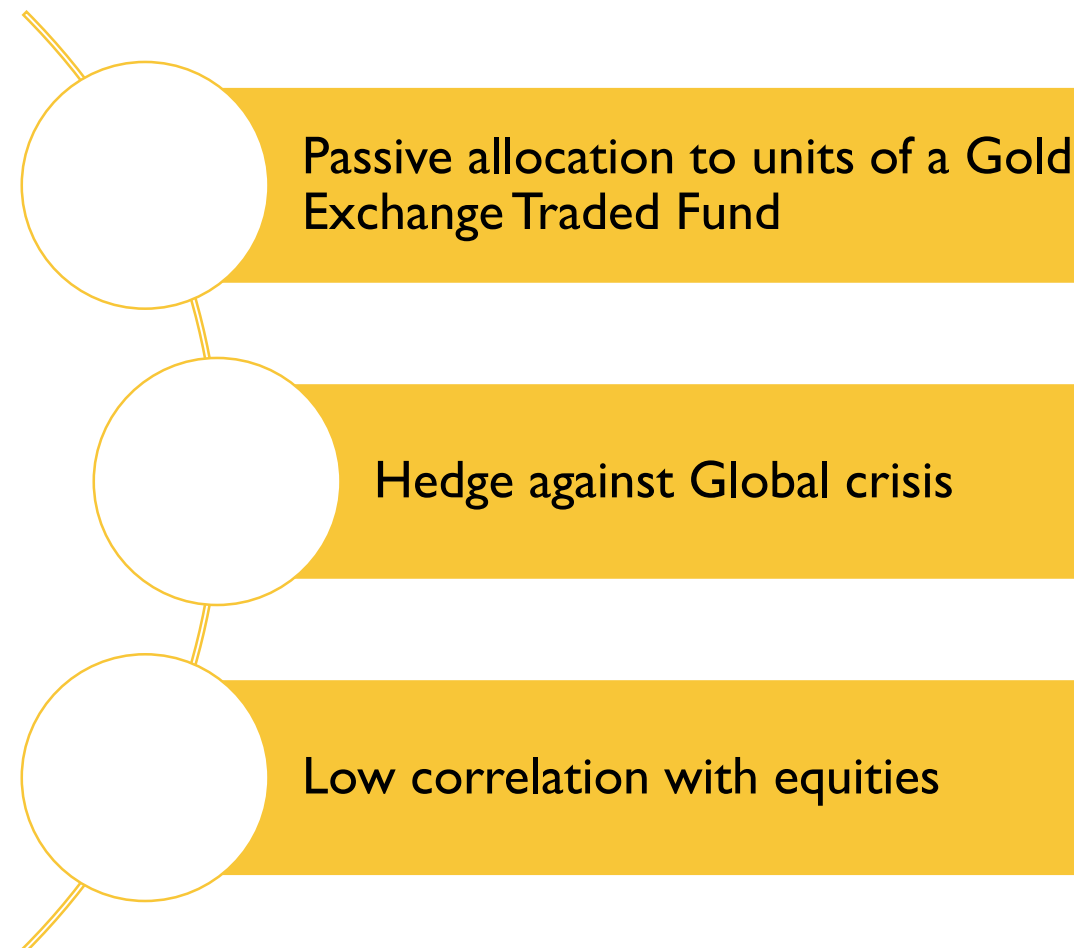 Passive allocation to units of a Gold
Exchange Traded Fund
Hedge against Global crisis
Low correlation with equities